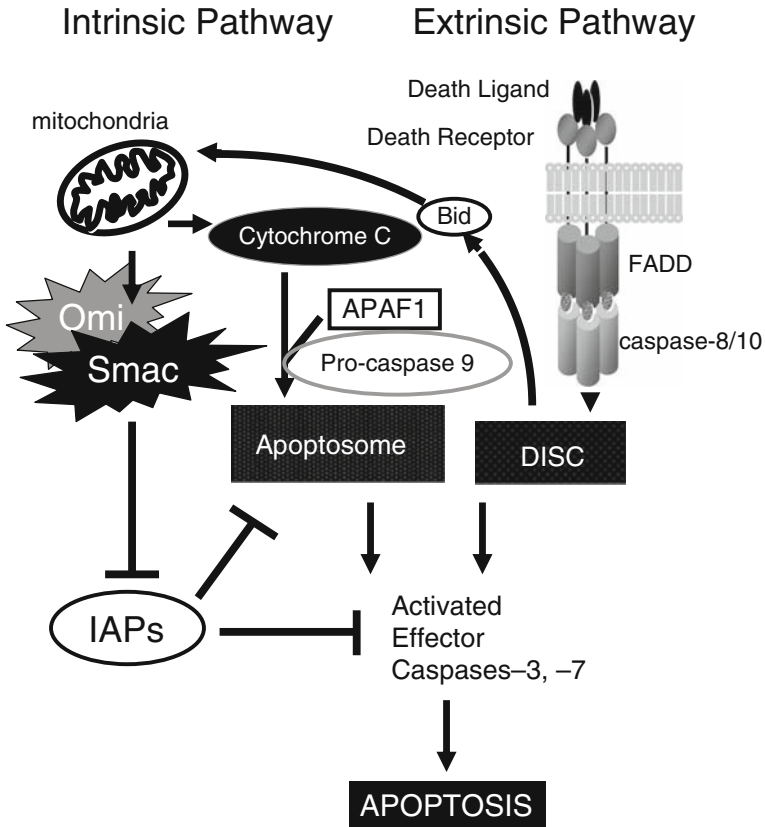 Intrinsic Pathway
Extrinsic Pathway
Death Ligand
mitochondria
Death Receptor
Bid
Cytochrome C
FADD
Omi
APAF1
caspase-8/10
Smac
Pro-caspase 9
Apoptosome
DISC
IAPs
Activated
Effector
Caspases–3, –7
APOPTOSIS